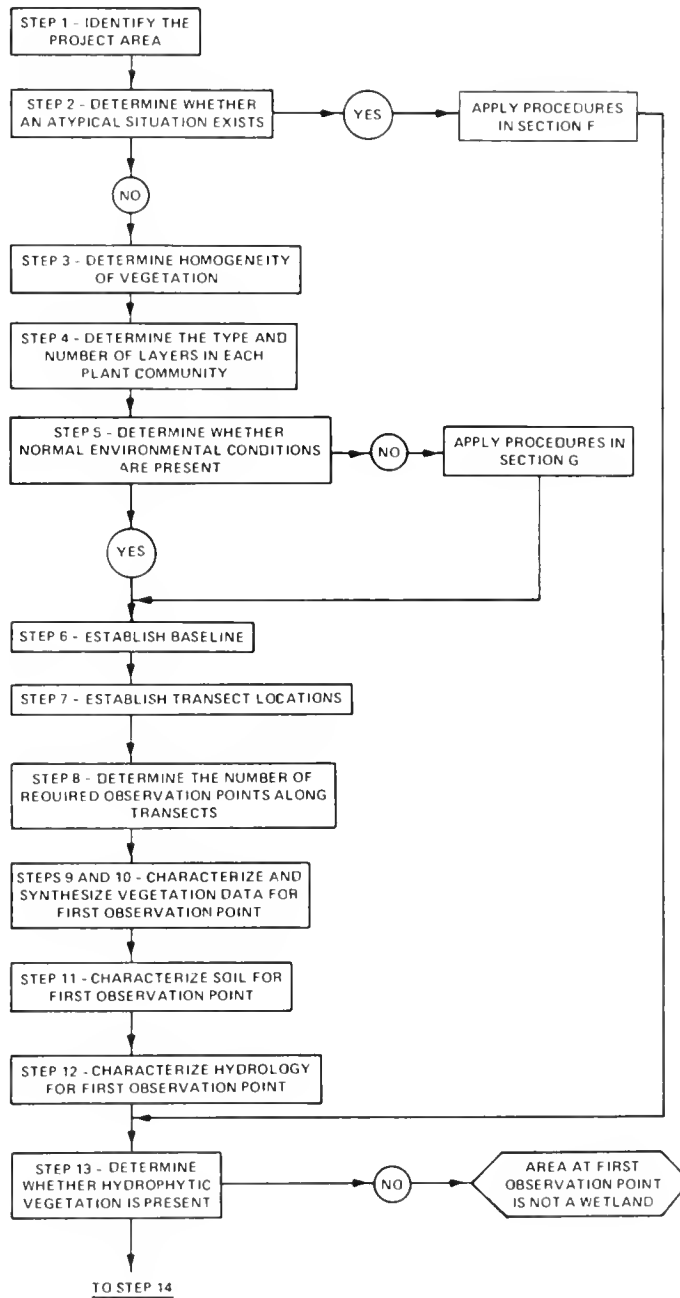 STEP 1 - IDENTIFY THE
PROJECT AREA
STEP 2 - DETERMINE WHETHER
AN ATYPICAL SITUATION EXISTS
YES
APPLY PROCEDURES
IN SECTION F
NO
STEP 3 - DETERMINE HOMOGENEITY
OF VEGETATION
STEP 4 - DETERMINE THE TYPE AND
NUMBER OF LAYERS IN EACH
PLANT COMMUNITY
STEP 5 - DETERMINE WHETHER
NORMAL ENVIRONMENTAL CONDITIONS
ARE PRESENT
NO
APPLY PROCEDURES IN
SECTION G
YES
STEP 6 - ESTABLISH BASELINE
STEP 7 - ESTABLISH TRANSECT LOCATIONS
STEP 8 - DETERMINE THE NUMBER OF
REQUIRED OBSERVATION POINTS ALONG
TRANSECTS
STEPS 9 AND 10 - CHARACTERIZE AND
SYNTHESIZE VEGETATION DATA FOR
FIRST OBSERVATION POINT
STEP 11 - CHARACTERIZE SOIL FOR
FIRST OBSERVATION POINT
STEP 12 - CHARACTERIZE HYDROLOGY
FOR FIRST OBSERVATION POINT
STEP 13 - DETERMINE
WHETHER HYDROPHYTIC
VEGETATION IS PRESENT
NO
AREA AT FIRST
OBSERVATION POINT
IS NOT A WETLAND
TO STEP 14